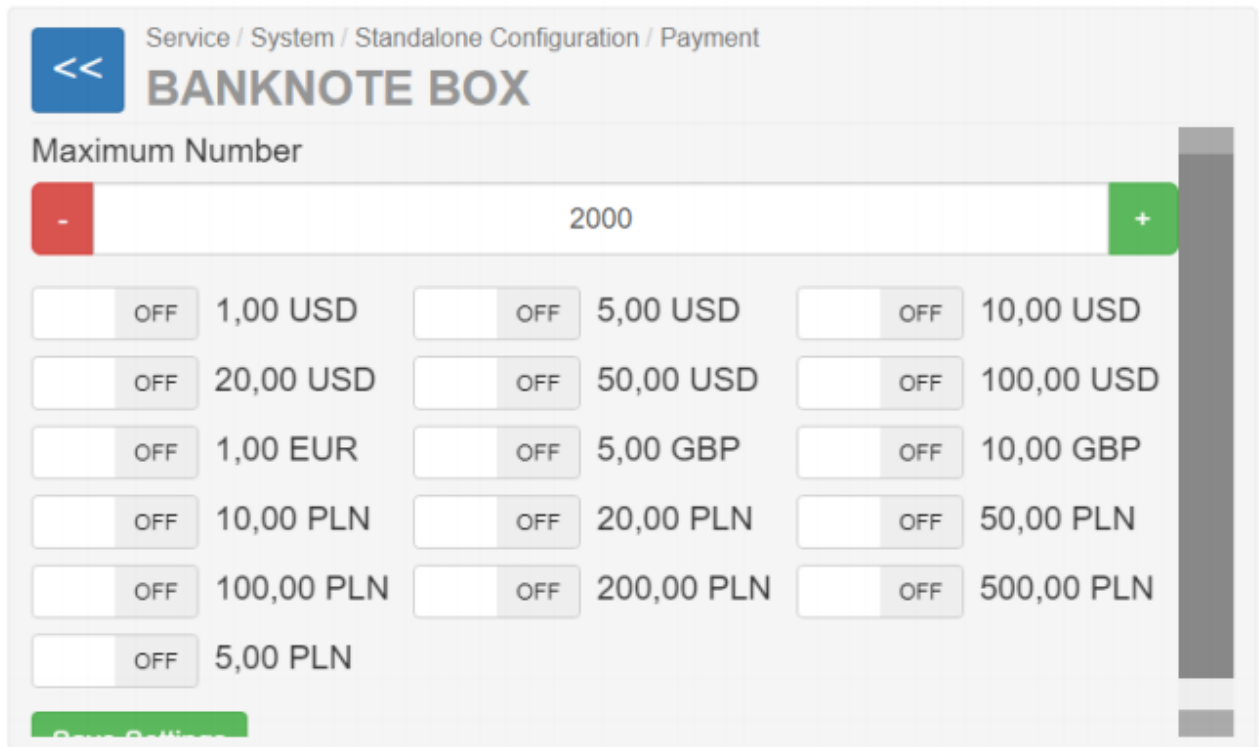 << Service / System / Standalone Configuration / Payment
BANKNOTE BOX
Maximum Number
- 2000 +
OFF 1,00 USD OFF 5,00 USD OFF 10,00 USD
OFF 20,00 USD OFF 50,00 USD OFF 100,00 USD
OFF 1,00 EUR OFF 5,00 GBP OFF 10,00 GBP
OFF 10,00 PLN OFF 20,00 PLN OFF 50,00 PLN
OFF 100,00 PLN OFF 200,00 PLN OFF 500,00 PLN
OFF 5,00 PLN
Save Settings